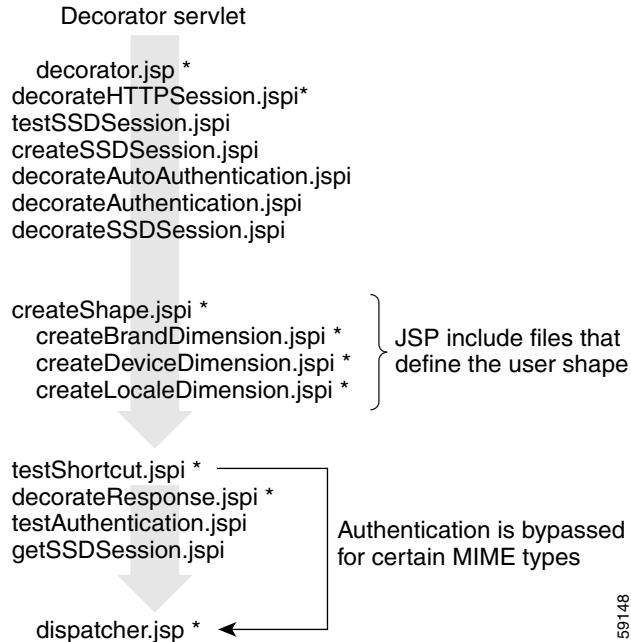 Decorator servlet
decorator.jsp *
decorateHTTPSession.jspi*
testSSDSession.jspi
createSSDSession.jspi
decorateAutoAuthentication.jspi
decorateAuthentication.jspi
decorateSSDSession.jspi
createShape.jspi *
createBrandDimension.jspi *
createDeviceDimension.jspi *
createLocaleDimension.jspi *
JSP include files that
define the user shape
testShortcut.jspi *
decorateResponse.jspi *
testAuthentication.jspi
getSSDSession.jspi
Authentication is bypassed
for certain MIME types
dispatcher.jsp *
59148